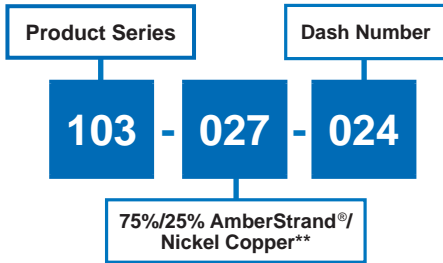 Product Series
Dash Number
103 - 027 - 024
75%/25% AmberStrand®/
Nickel Copper**